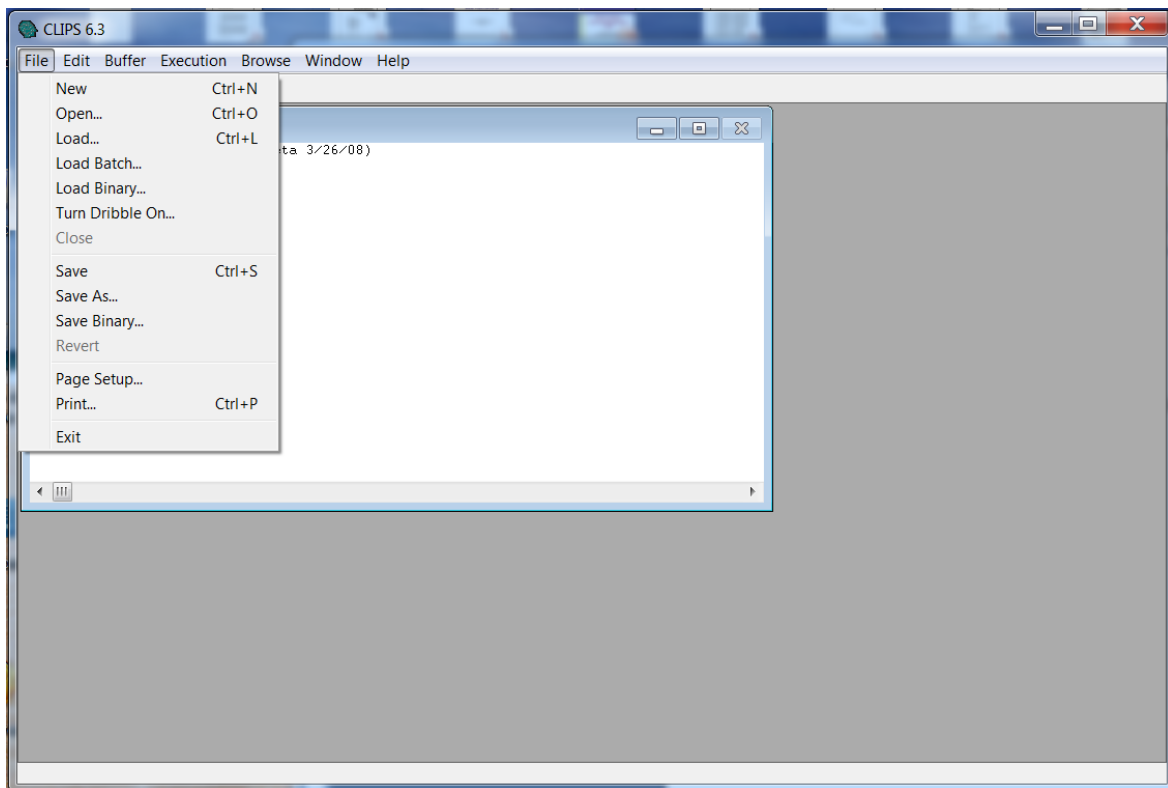 CLIPS 6.3
File Edit Buffer Execution Browse Window Help
New Ctrl+N
Open... Ctrl+O
Load... Ctrl+L
ta 3/26/08)
Load Batch...
Load Binary...
Turn Dribble On...
Close
Save Ctrl+S
Save As...
Save Binary...
Revert
Page Setup...
Print... Ctrl+P
Exit